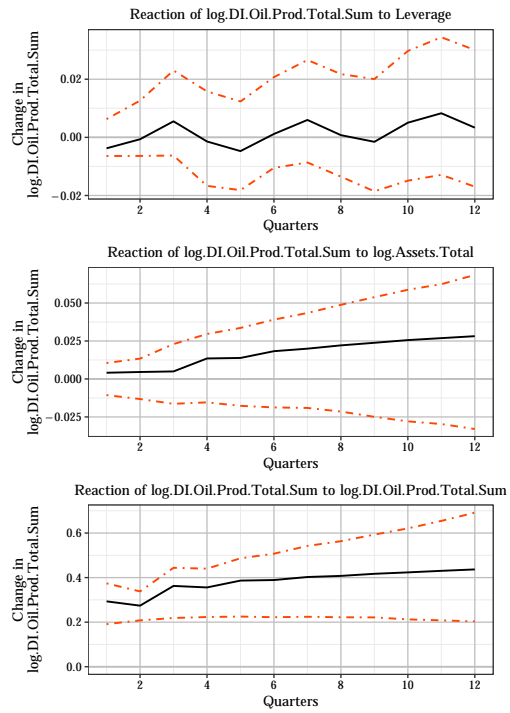 Reaction of log.DI.Oil.Prod.Total.Sum to Leverage
Change in
log.DI.Oil.Prod.Total.Sum
0.02
0.00
−0.02
2 4 6 8 10 12
Quarters
Reaction of log.DI.Oil.Prod.Total.Sum to log.Assets.Total
Change in
log.DI.Oil.Prod.Total.Sum
0.050
0.025
0.000
−0.025
2 4 6 8 10 12
Quarters
Reaction of log.DI.Oil.Prod.Total.Sum to log.DI.Oil.Prod.Total.Sum
Change in
log.DI.Oil.Prod.Total.Sum
0.6
0.4
0.2
0.0
2 4 6 8 10 12
Quarters